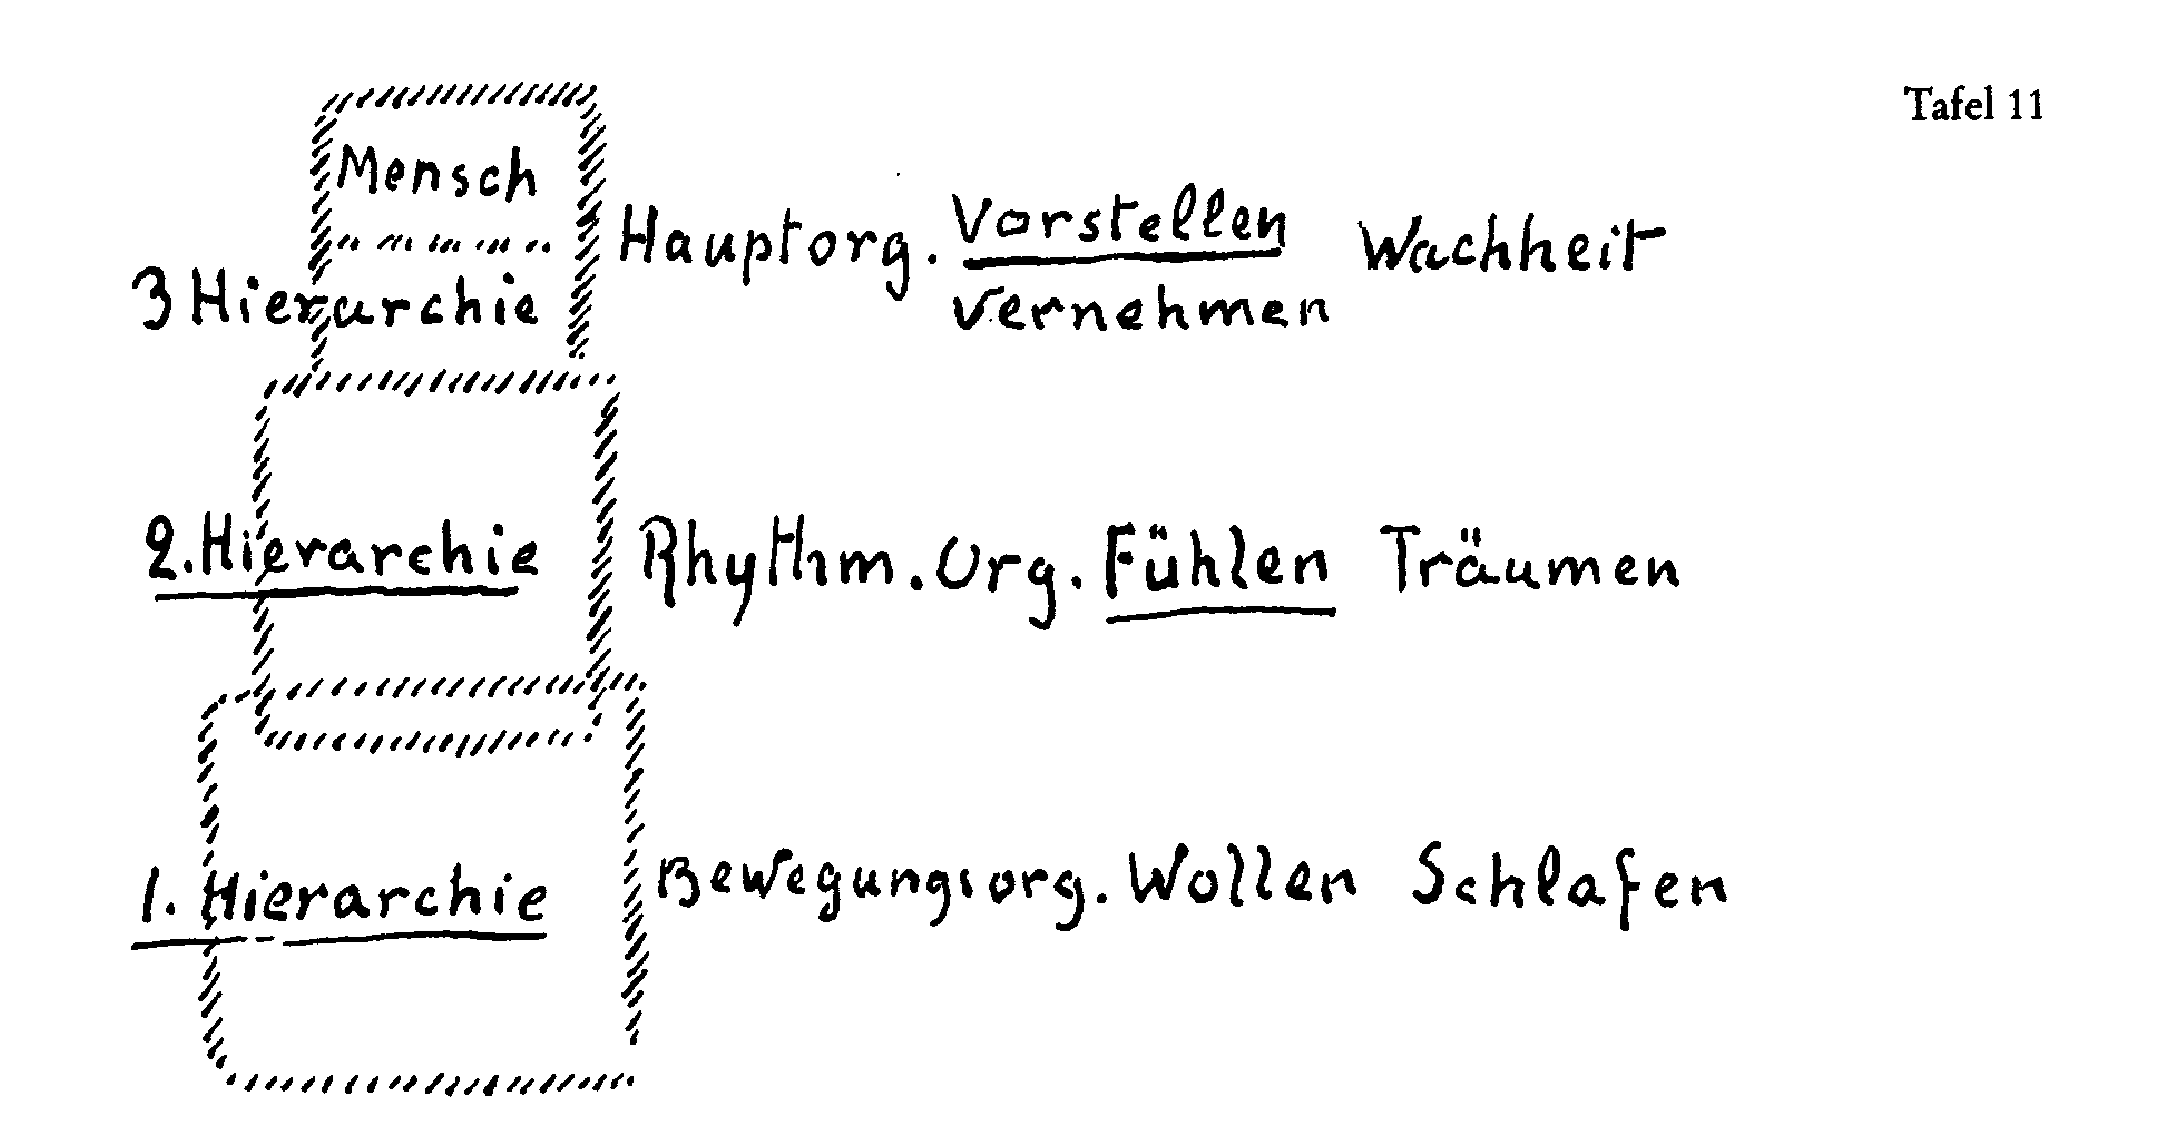 Tafel 11
Mensch
3 Hierarchie Hauptorg. Vorstellen Wachheit
vernehmen
2. Hierarchie Rhythm. Org. Fühlen Träumen
1. Hierarchie Bewegungsorg. Wollen Schlafen